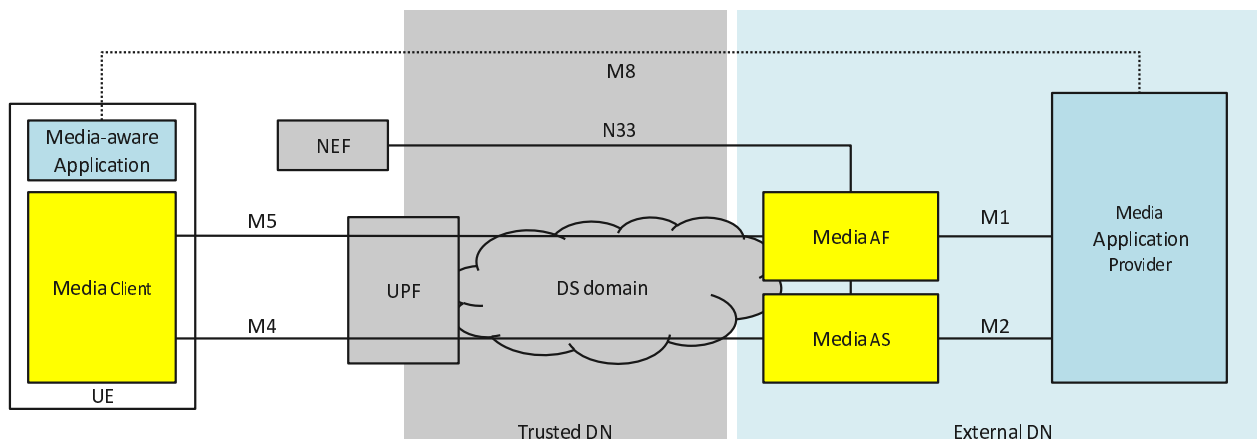 M8
Media-aware
Application
NEF
N33
M5
UPF
DS domain
Media AF
M1
Media
Application
Provider
Media Client
M4
Media AS
M2
UE
Trusted DN
External DN